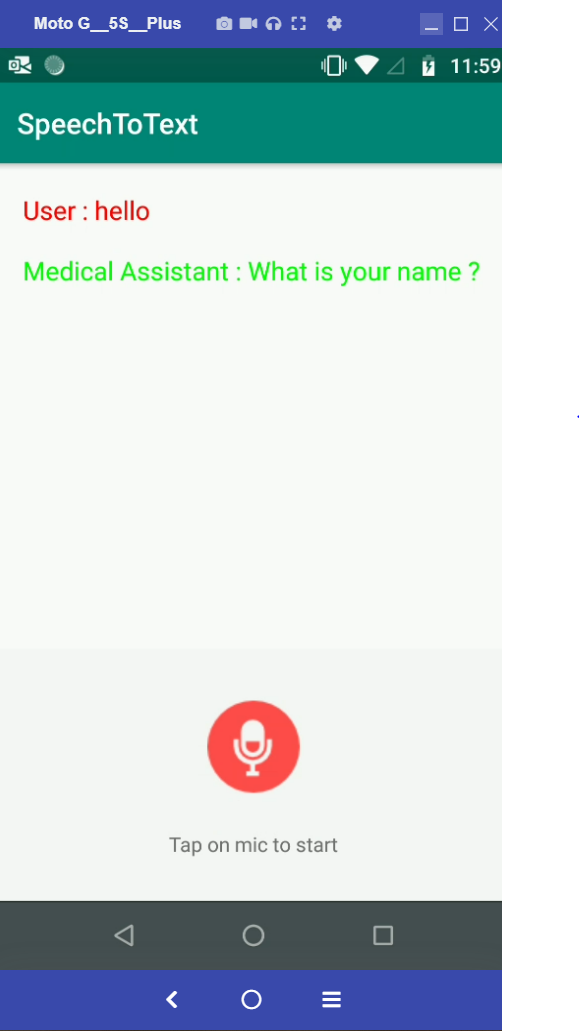 Moto G__5S__Plus
11:59
SpeechToText
User : hello
Medical Assistant : What is your name ?
Tap on mic to start